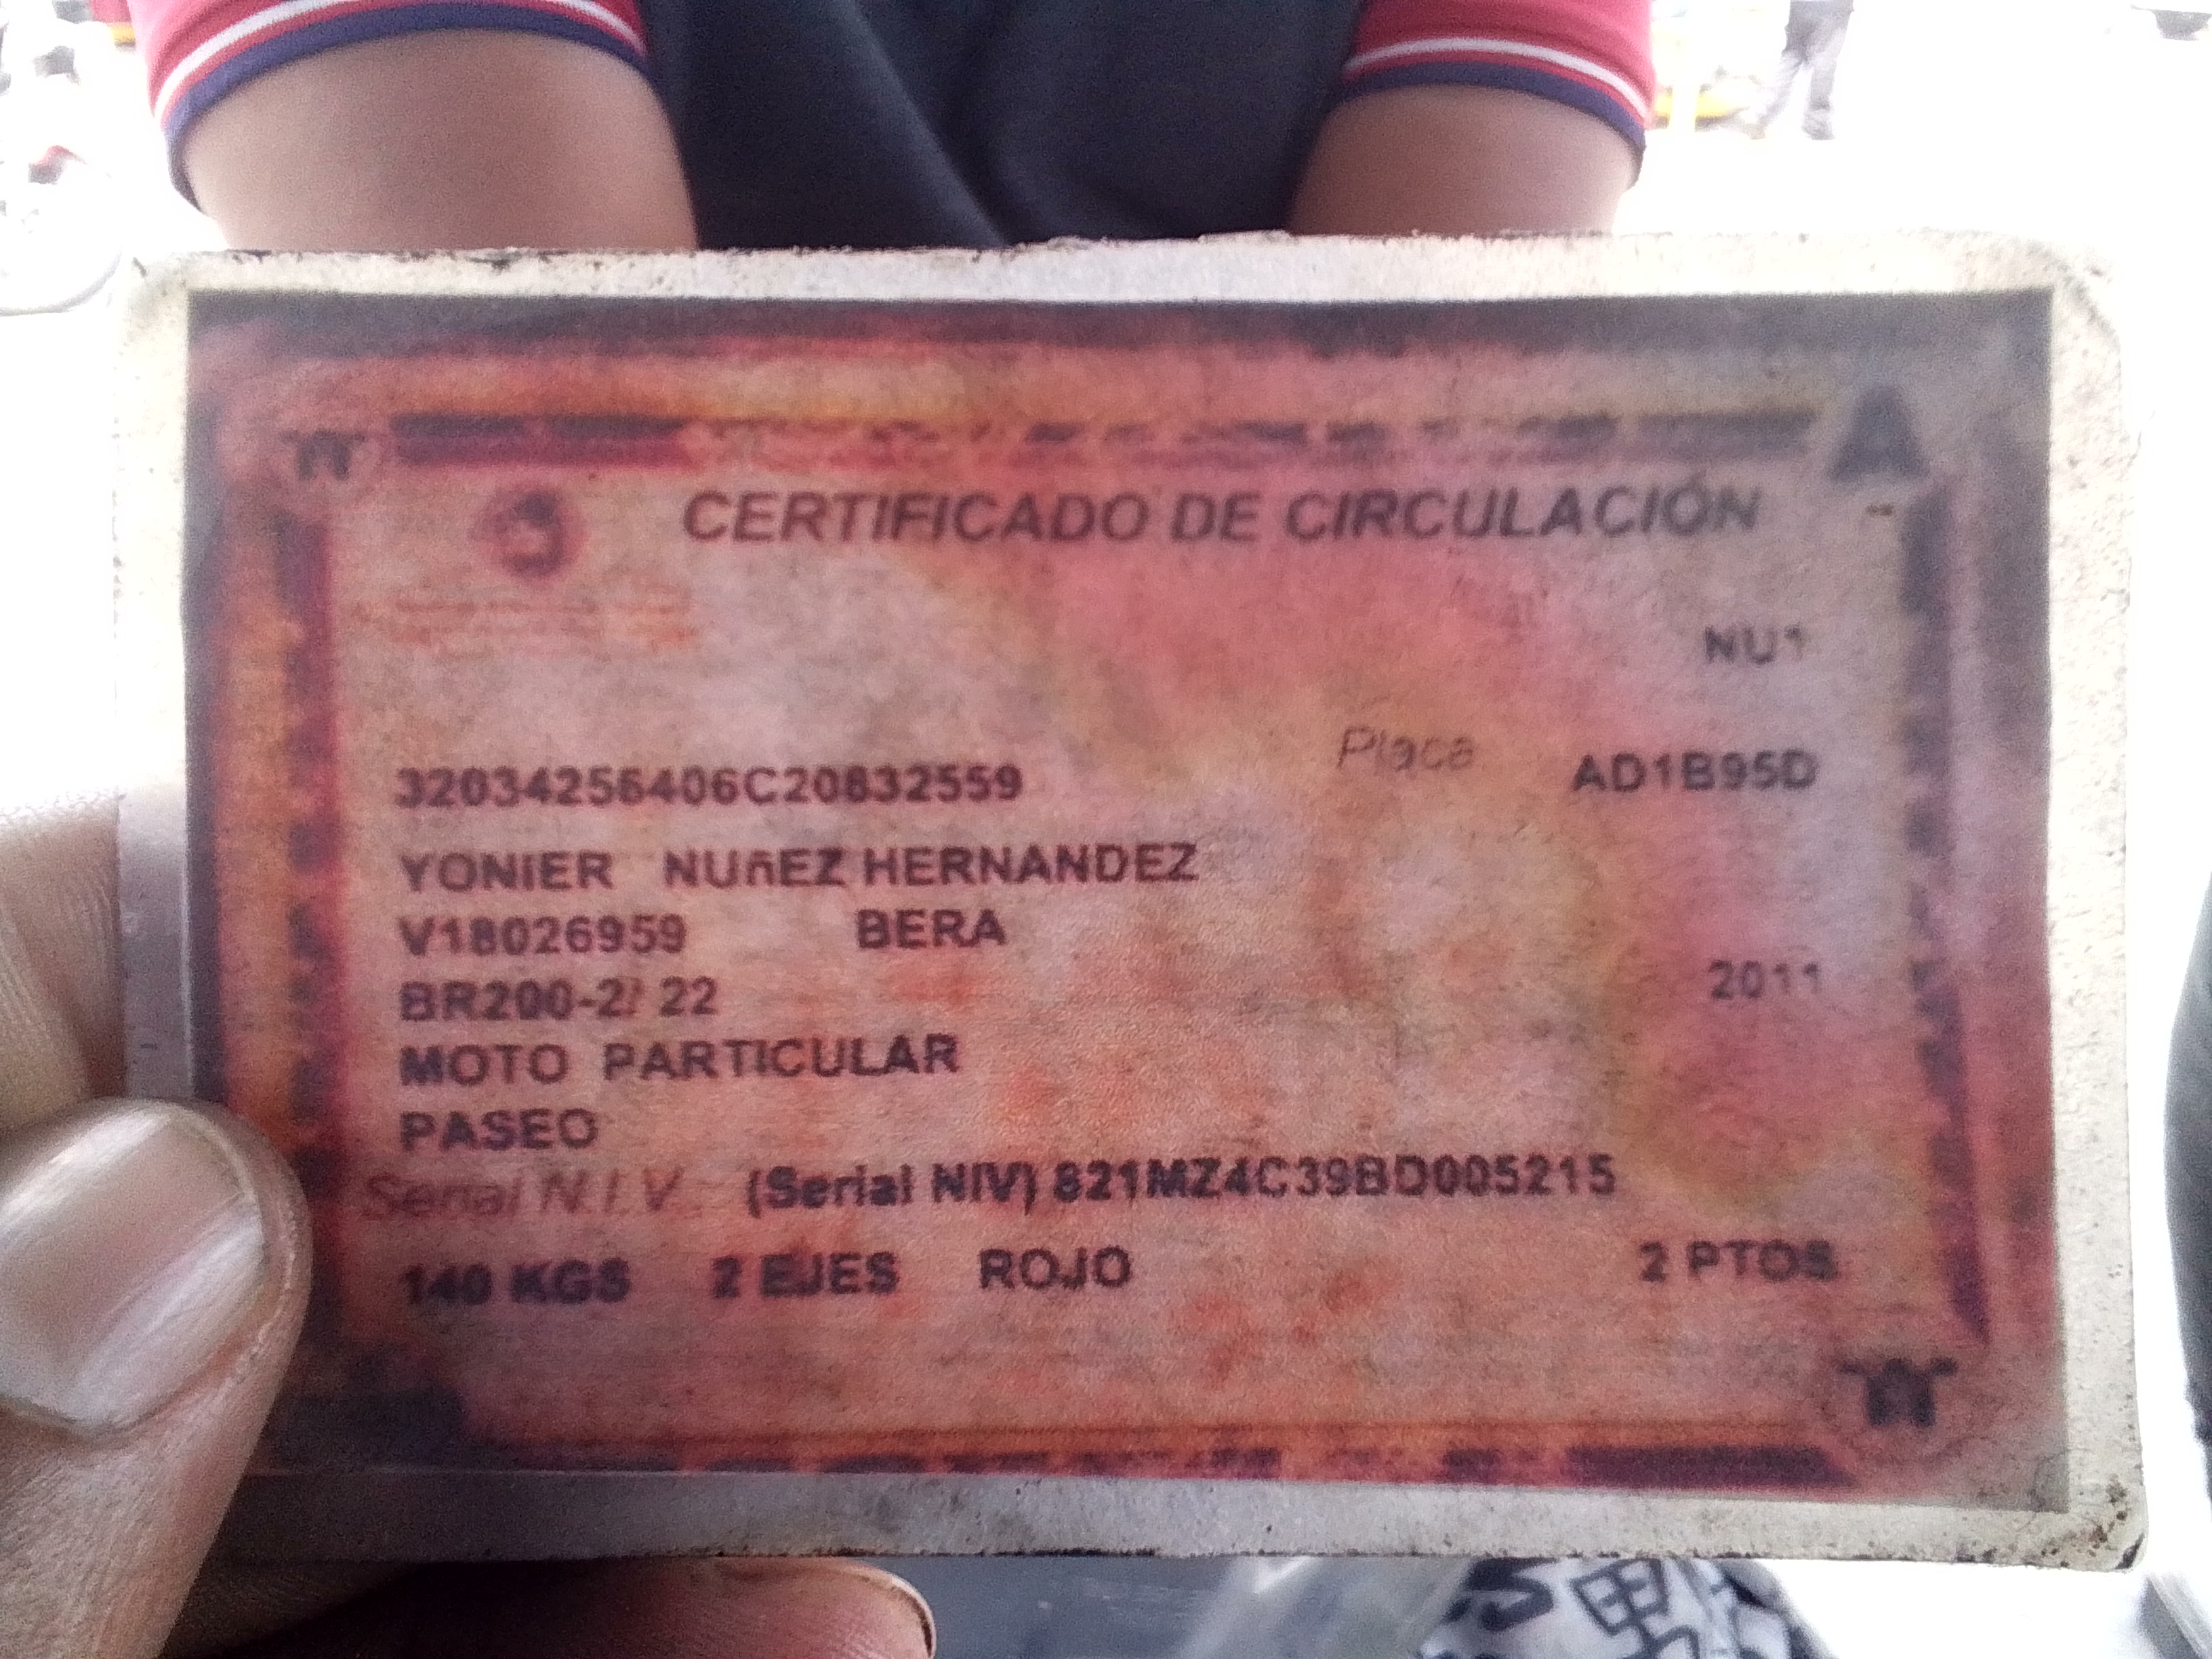 CERTIFICADO DE CIRCULACIÓN
NU1
Placa AD1B95D
32034256406C20832559
YONIER NUñEZ HERNANDEZ
V18026959 BERA
BR200-2/ 22 2011
MOTO PARTICULAR
PASEO
Serial N.I.V. (Serial NIV) 821MZ4C39BD005215
140 KGS 2 EJES ROJO 2 PTOS